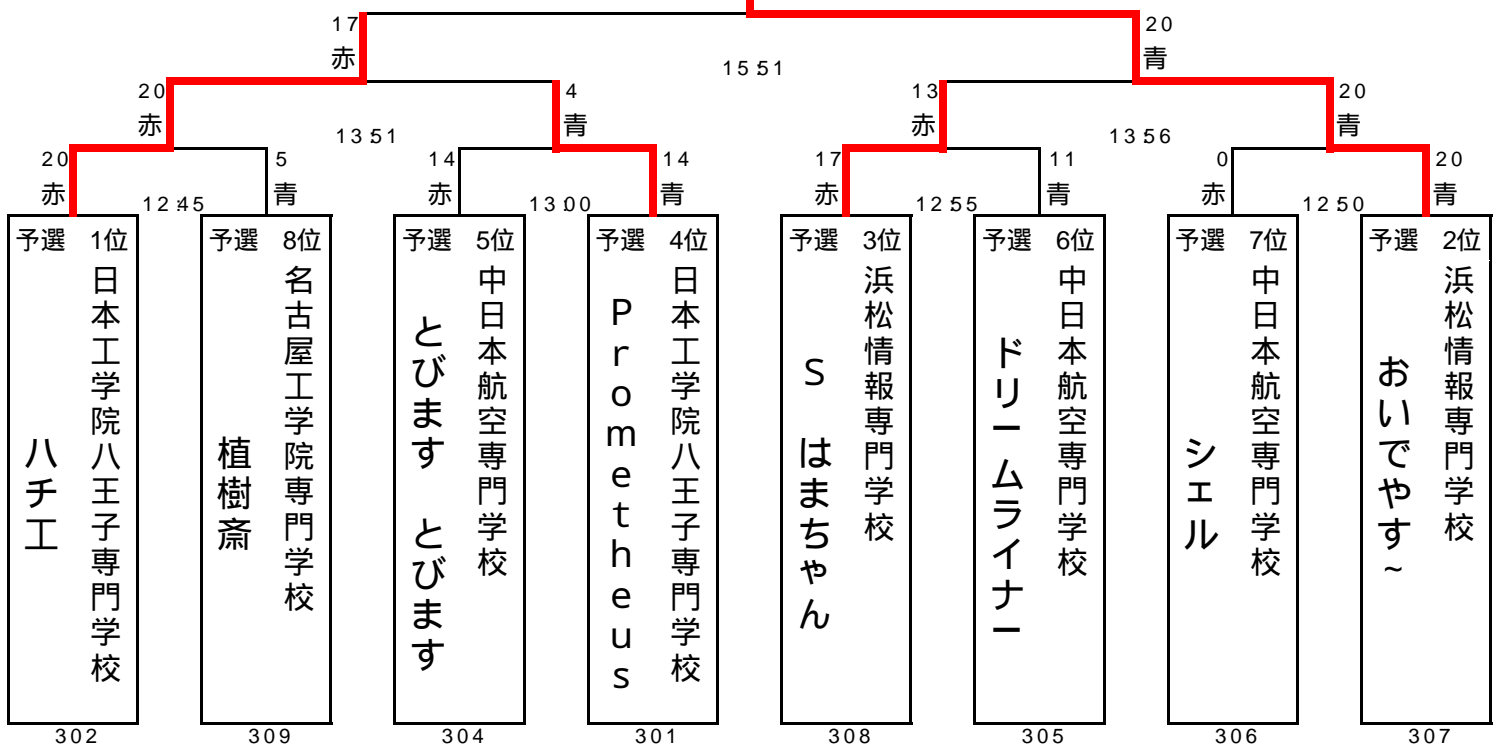 17
20
赤
青
15:51
20
4
13
20
赤
青
赤
青
13:51
13:56
20
5
14
14
17
11
0
20
赤
青
赤
青
赤
青
赤
青
12:45
13:00
12:55
12:50
予選 1位
日本工学院八王子専門学校
ハチ工
302
予選 8位
名古屋工学院専門学校
植樹斎
309
予選 5位
中日本航空専門学校
とびます とびます
304
予選 4位
日本工学院八王子専門学校
Prometheus
301
予選 3位
浜松情報専門学校
S はまちゃん
308
予選 6位
中日本航空専門学校
ドリームライナー
305
予選 7位
中日本航空専門学校
シェル
306
予選 2位
浜松情報専門学校
おいでやす~
307